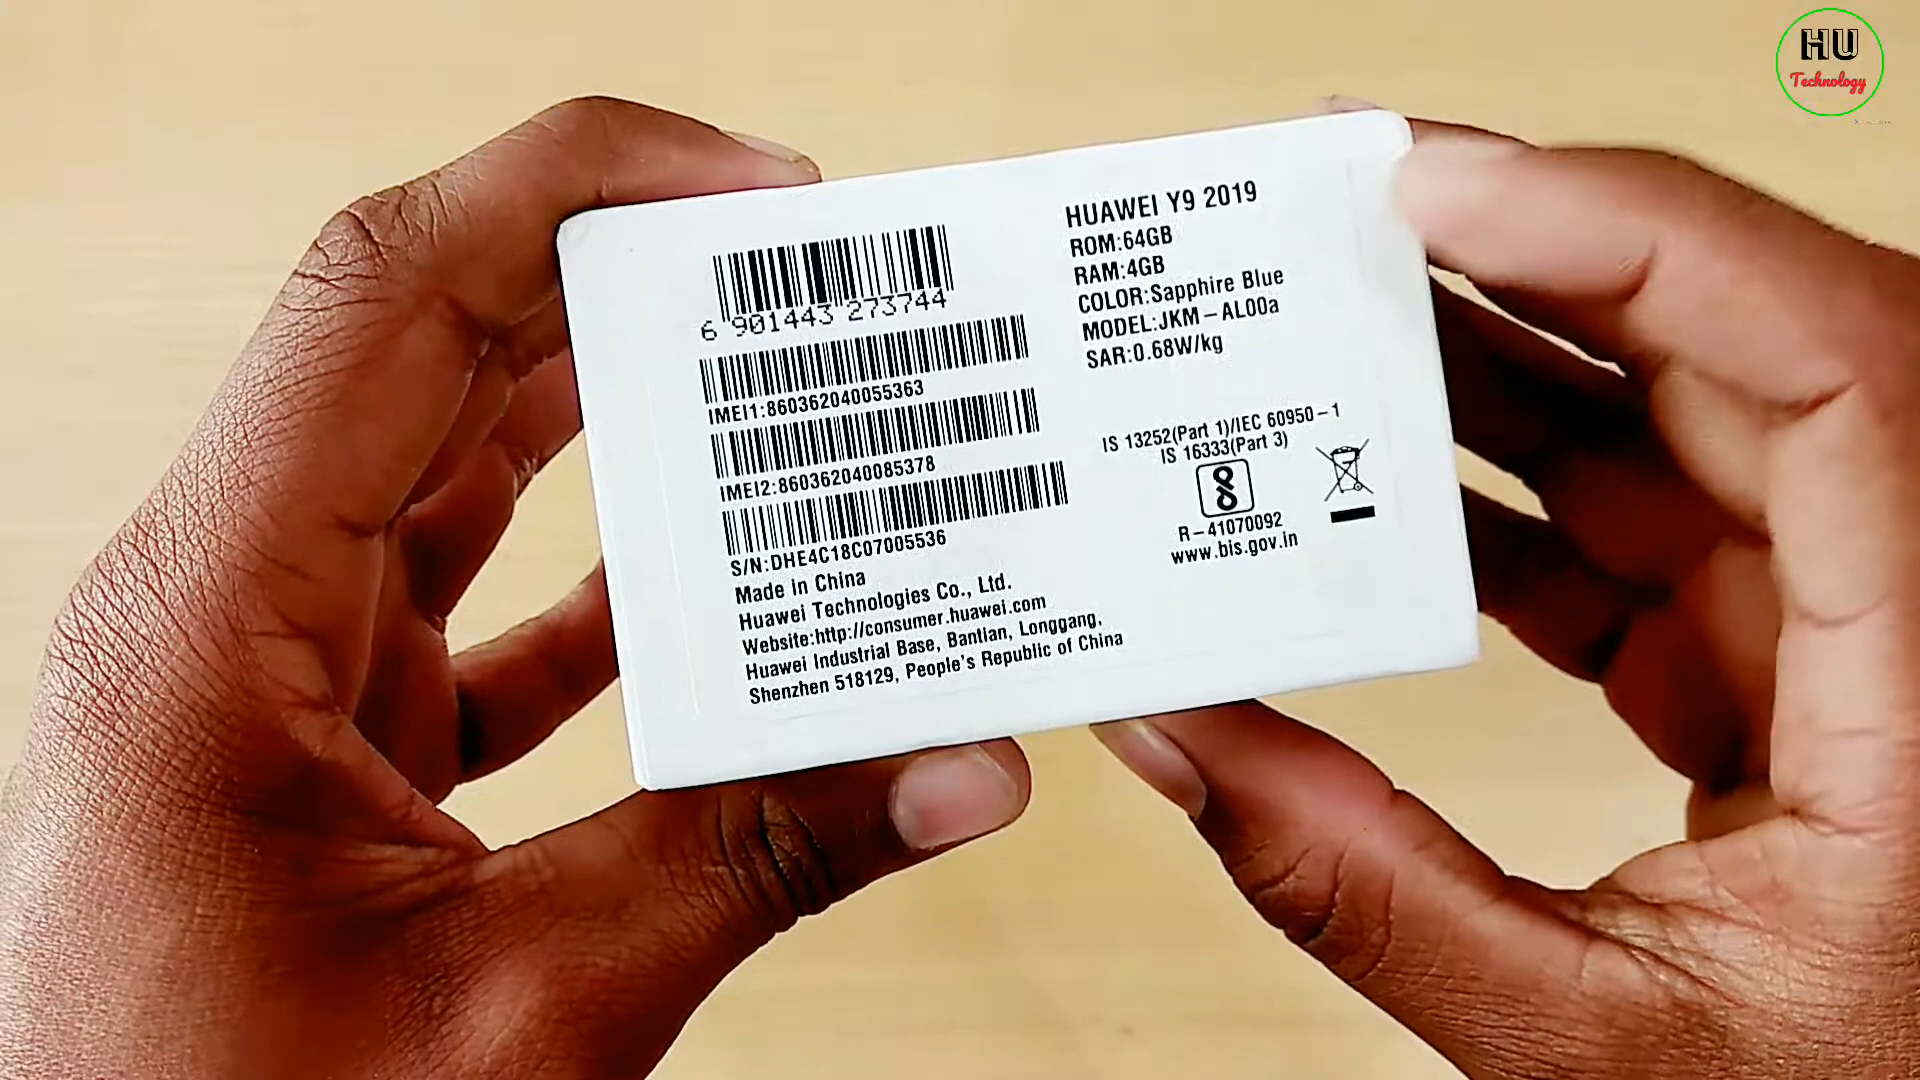 HU
Technology
6 901443 273744
IMEI1:860362040055363
IMEI2:860362040085378
S/N:DHE4C18C07005536
Made in China
Huawei Technologies Co., Ltd.
Website:http://consumer.huawei.com
Huawei Industrial Base, Bantian, Longgang,
Shenzhen 518129, People's Republic of China
HUAWEI Y9 2019
ROM:64GB
RAM:4GB
COLOR:Sapphire Blue
MODEL:JKM-AL00a
SAR:0.68W/kg
IS 13252(Part 1)/IEC 60950-1
IS 16333(Part 3)
R-41070092
www.bis.gov.in